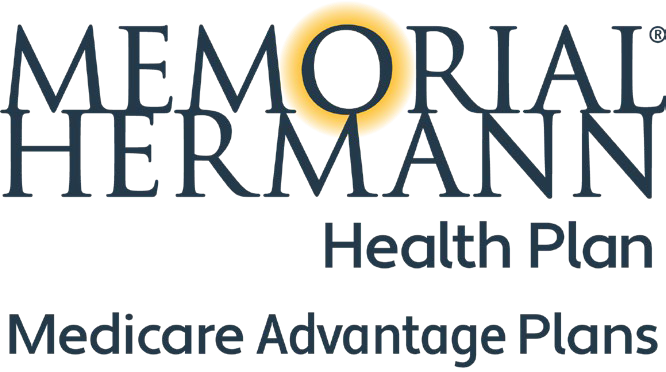 MEMORIAL®
HERMANN
Health Plan
Medicare Advantage Plans